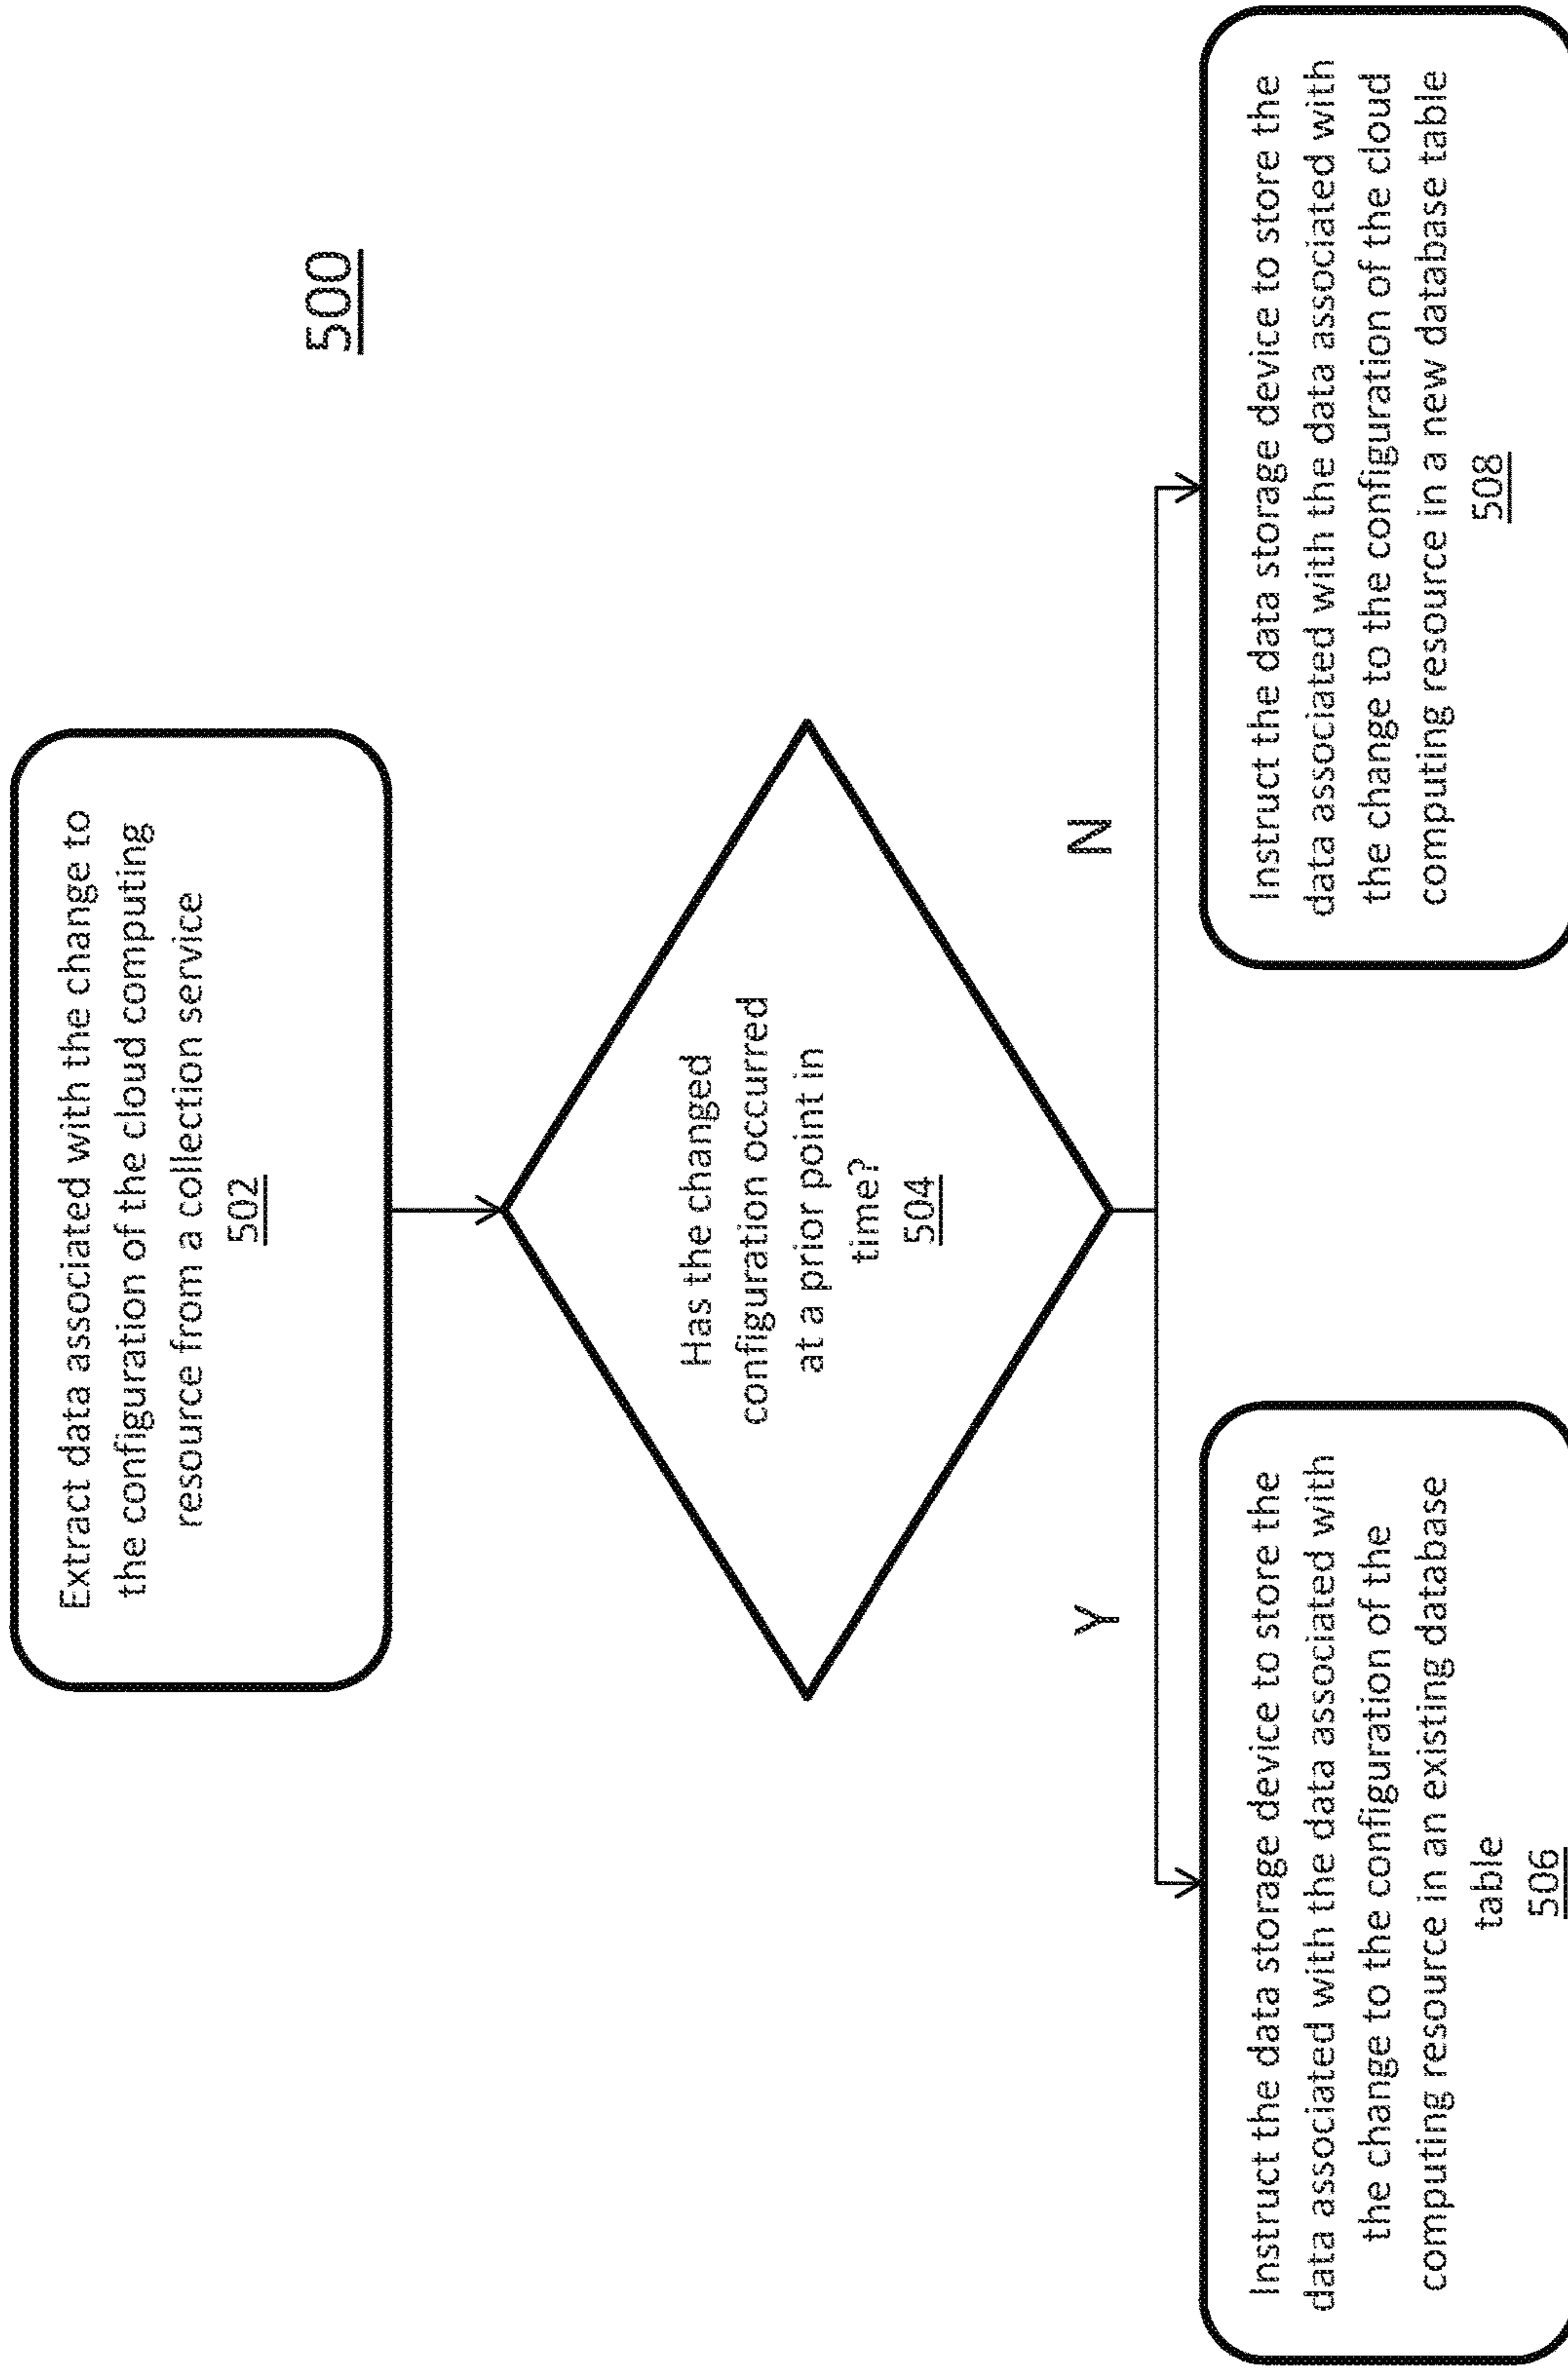 500
Extract data associated with the change to
the configuration of the cloud computing
resource from a collection service
502
Has the changed
configuration occurred
at a prior point in
time?
504
Y
N
Instruct the data storage device to store the
data associated with the data associated with
the change to the configuration of the
computing resource in an existing database
table
506
Instruct the data storage device to store the
data associated with the data associated with
the change to the configuration of the cloud
computing resource in a new database table
508